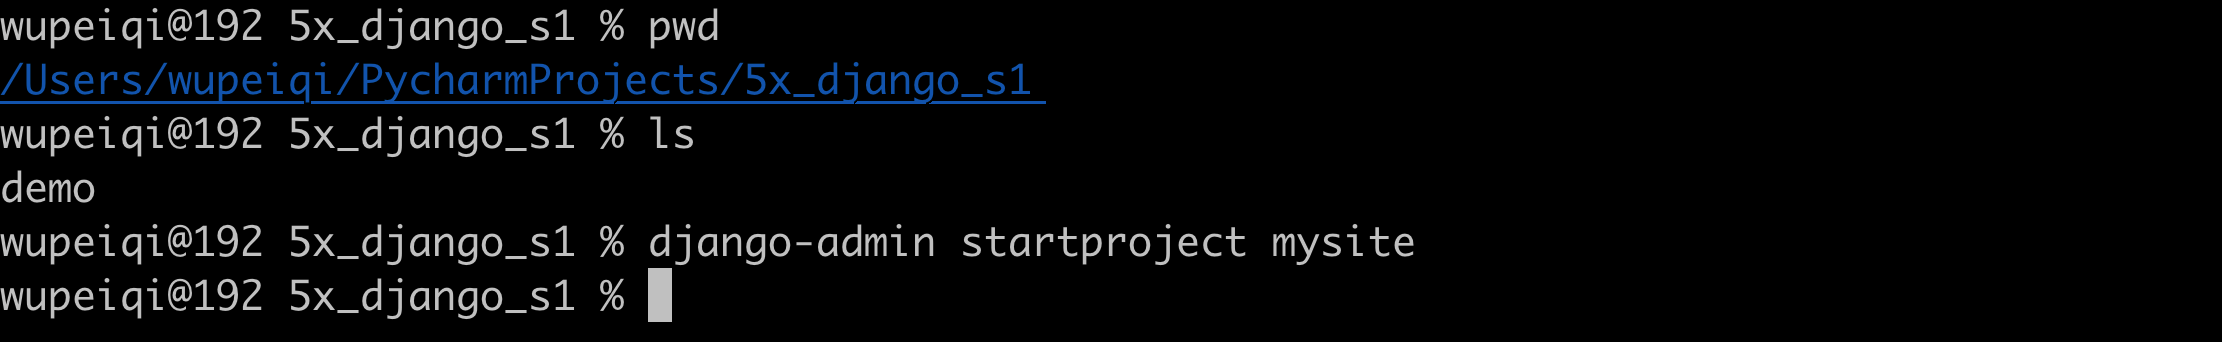 wupeiqi@192 5x_django_s1 % pwd
/Users/wupeiqi/PycharmProjects/5x_django_s1
wupeiqi@192 5x_django_s1 % ls
demo
wupeiqi@192 5x_django_s1 % django-admin startproject mysite
wupeiqi@192 5x_django_s1 %